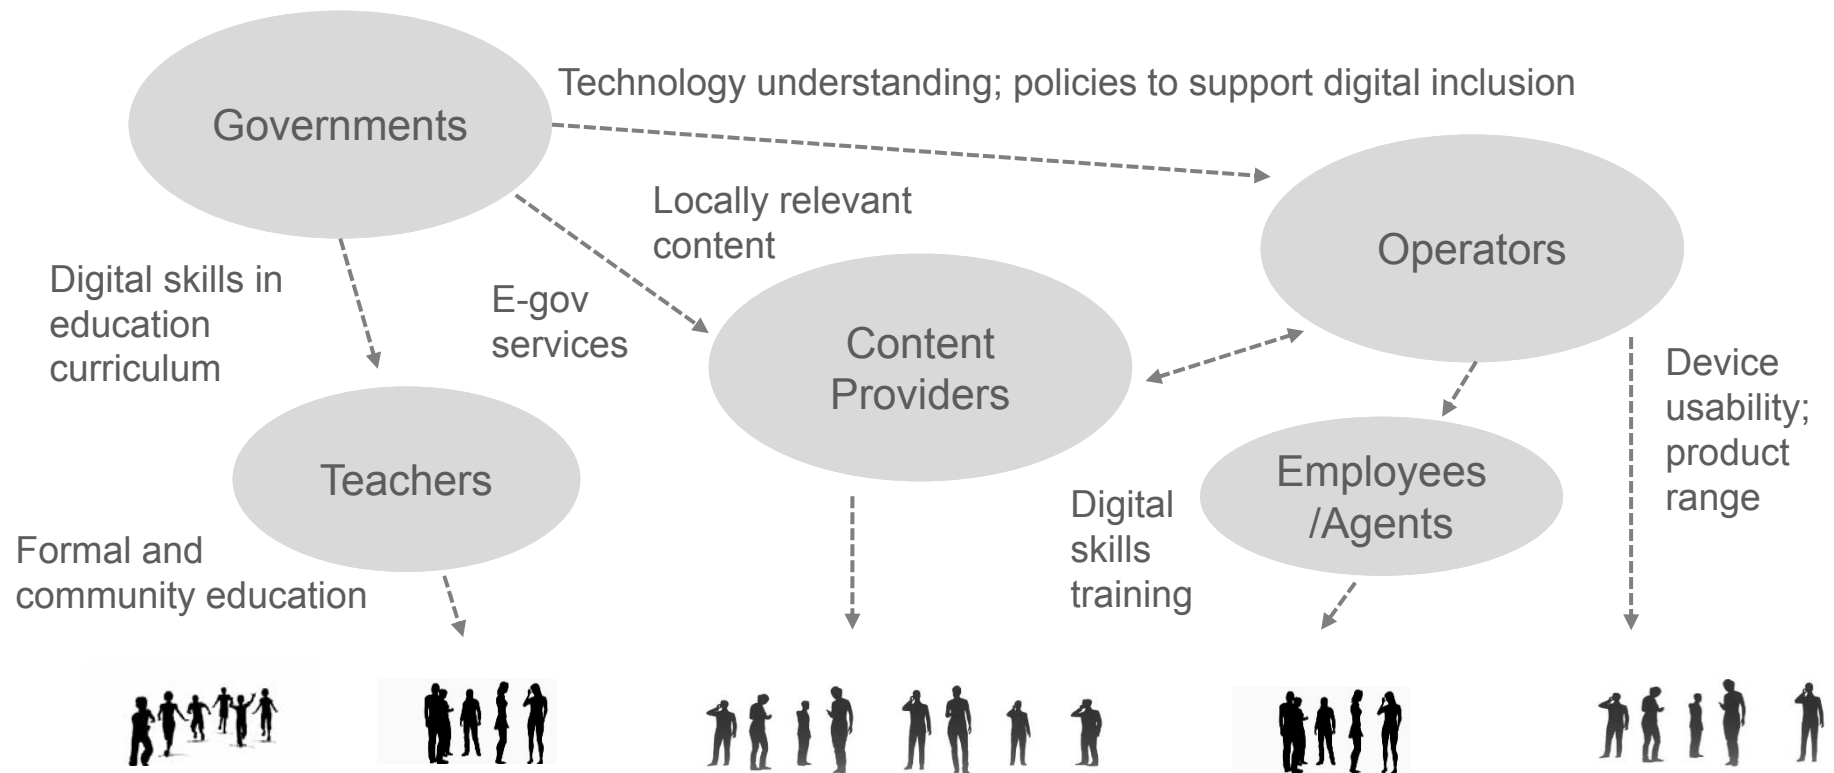 Technology understanding; policies to support digital inclusion
Governments
Locally relevant
content
Operators
Digital skills in
education
curriculum
E-gov
services
Content
Providers
Device
usability;
product
range
Teachers
Employees
/Agents
Digital
skills
training
Formal and
community education